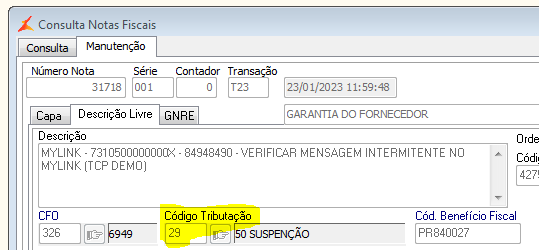 Consulta Notas Fiscais
Consulta Manutenção
Número Nota Série Contador Transação
31718 001 0 T23 23/01/2023 11:59:48
Capa Descrição Livre GNRE GARANTIA DO FORNECEDOR
Descrição Orde
MYLINK - 7310500000000X - 84948490 - VERIFICAR MENSAGEM INTERMITENTE NO Códig
MYLINK (TCP DEMO) 4275
CFO Código Tributação Cód. Benefício Fiscal
326 6949 29 50 SUSPENÇÃO PR840027